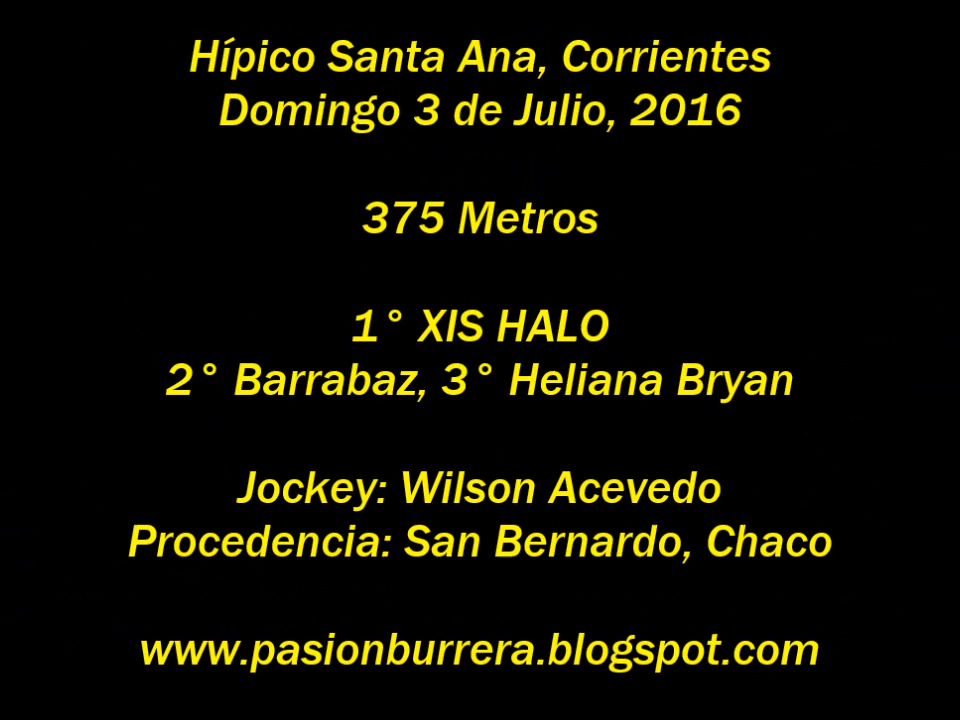 Hípico Santa Ana, Corrientes
Domingo 3 de Julio, 2016
375 Metros
1° XIS HALO
2° Barrabaz, 3° Heliana Bryan
Jockey: Wilson Acevedo
Procedencia: San Bernardo, Chaco
www.pasionburrera.blogspot.com